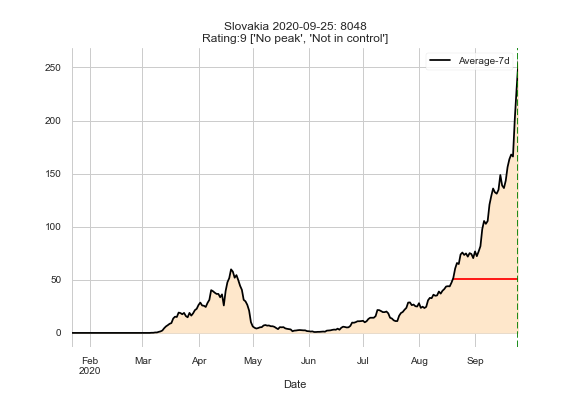 Slovakia 2020-09-25: 8048
Rating:9 ['No peak', 'Not in control']
Average-7d
250
200
150
100
50
0
Feb Mar Apr May Jun Jul Aug Sep
2020
Date